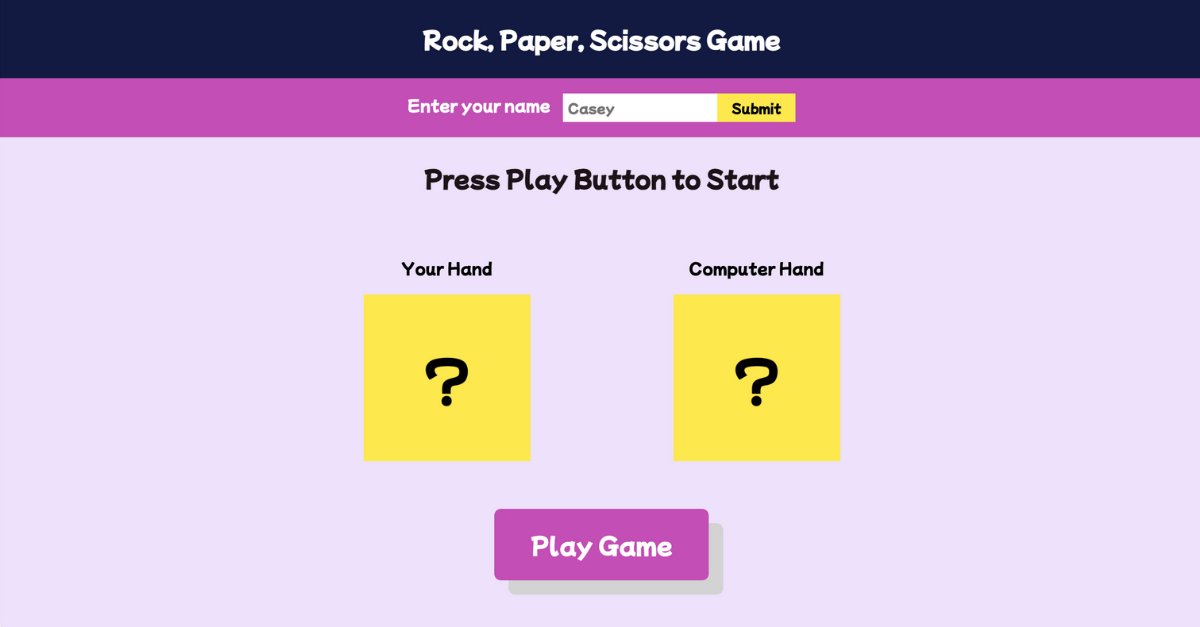 Rock, Paper, Scissors Game
Enter your name Casey Submit
Press Play Button to Start
Your Hand Computer Hand
? ?
Play Game